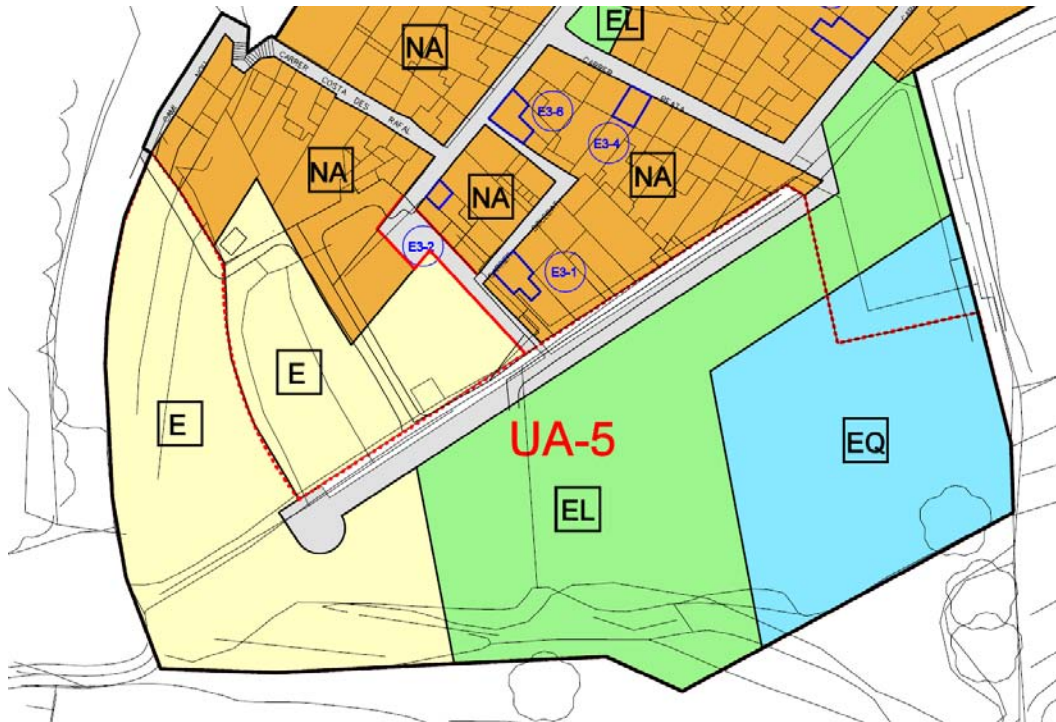 EL
NA
CARRER COSTA DES RAFAL
CARRER
E3-6
E3-4
NA
NA
NA
E3-2
E3-1
E
E
UA-5
EQ
EL